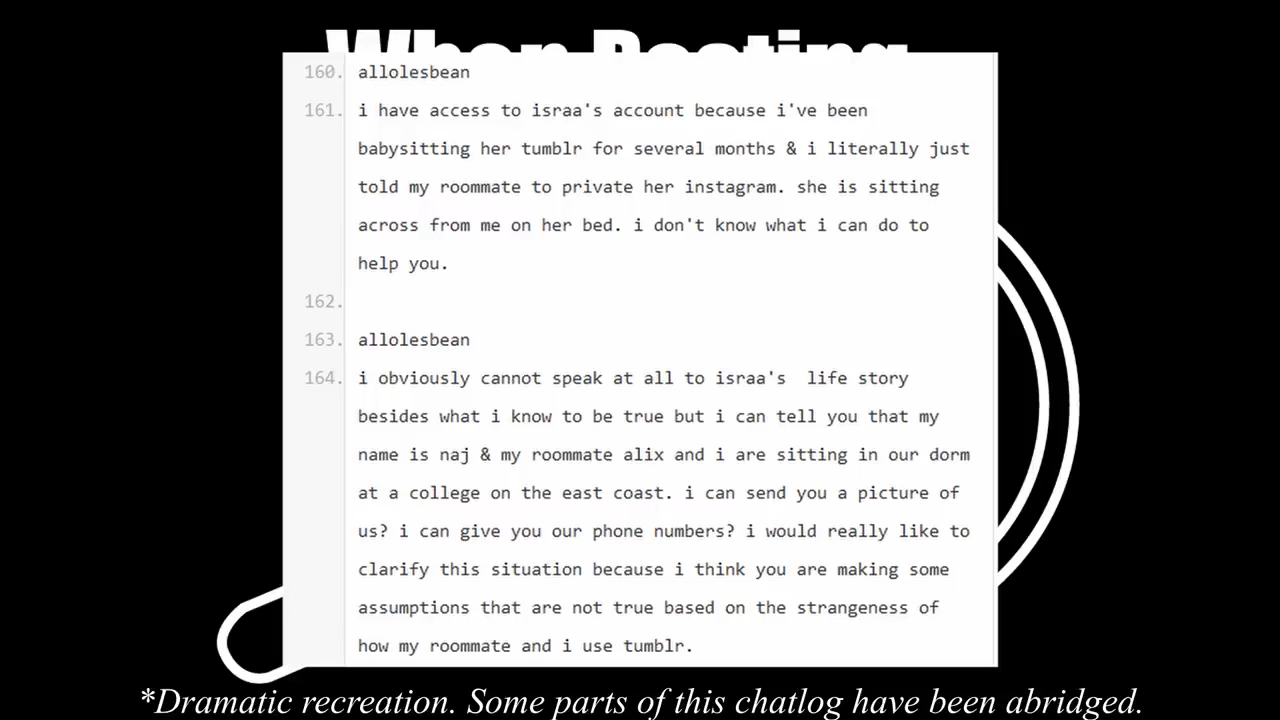 When Posting
160. allolesbean
161. i have access to israa's account because i've been
babysitting her tumblr for several months & i literally just
told my roommate to private her instagram. she is sitting
across from me on her bed. i don't know what i can do to
help you.
162.
163. allolesbean
164. i obviously cannot speak at all to israa's  life story
besides what i know to be true but i can tell you that my
name is naj & my roommate alix and i are sitting in our dorm
at a college on the east coast. i can send you a picture of
us? i can give you our phone numbers? i would really like to
clarify this situation because i think you are making some
assumptions that are not true based on the strangeness of
how my roommate and i use tumblr.
*Dramatic recreation. Some parts of this chatlog have been abridged.